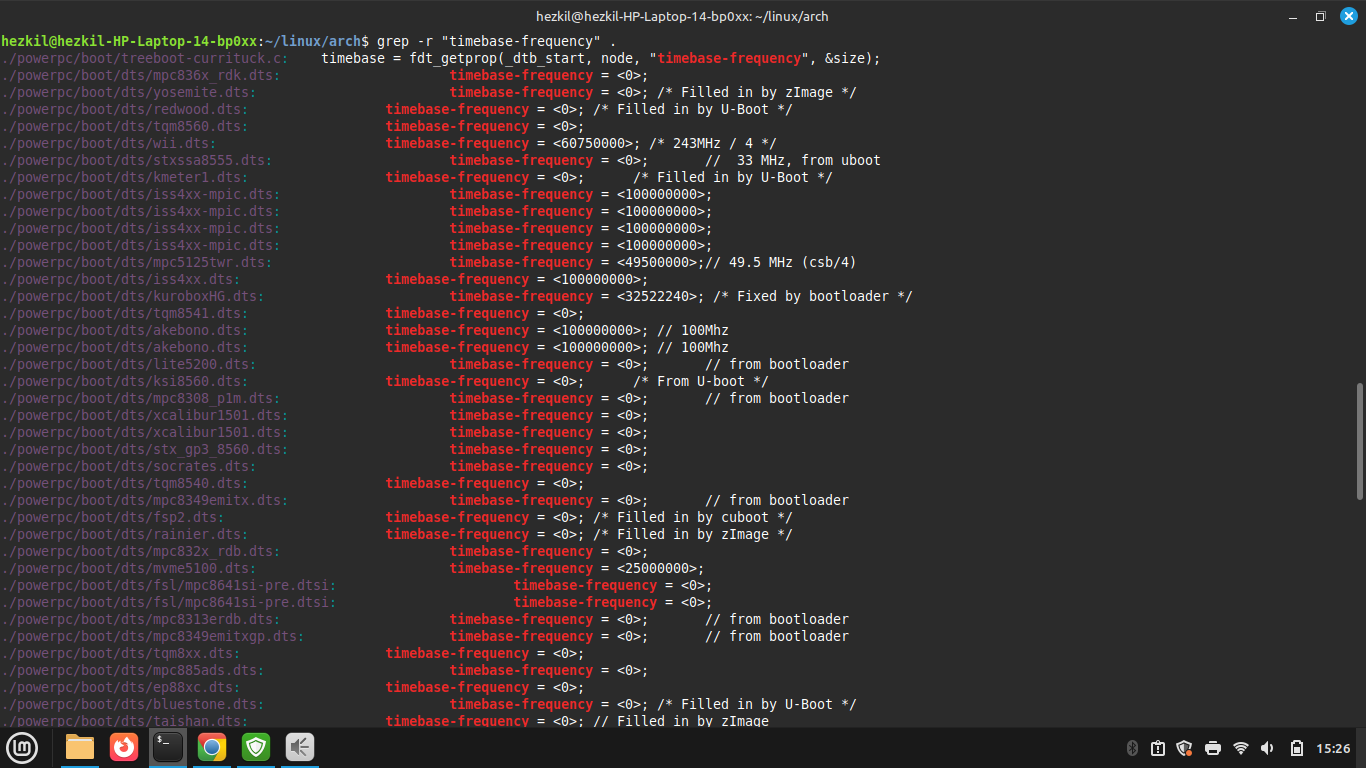 hezkil@hezkil-HP-Laptop-14-bp0xx: ~/linux/arch
hezkil@hezkil-HP-Laptop-14-bp0xx:~/linux/arch$ grep -r "timebase-frequency" .
./powerpc/boot/treeboot-currituck.c:    timebase = fdt_getprop(_dtb_start, node, "timebase-frequency", &size);
./powerpc/boot/dts/mpc836x_rdk.dts: timebase-frequency = <0>;
./powerpc/boot/dts/yosemite.dts: timebase-frequency = <0>; /* Filled in by zImage */
./powerpc/boot/dts/redwood.dts: timebase-frequency = <0>; /* Filled in by U-Boot */
./powerpc/boot/dts/tqm8560.dts: timebase-frequency = <0>;
./powerpc/boot/dts/wii.dts: timebase-frequency = <60750000>; /* 243MHz / 4 */
./powerpc/boot/dts/stxssa8555.dts: timebase-frequency = <0>; //  33 MHz, from uboot
./powerpc/boot/dts/kmeter1.dts: timebase-frequency = <0>; /* Filled in by U-Boot */
./powerpc/boot/dts/iss4xx-mpic.dts: timebase-frequency = <100000000>;
./powerpc/boot/dts/iss4xx-mpic.dts: timebase-frequency = <100000000>;
./powerpc/boot/dts/iss4xx-mpic.dts: timebase-frequency = <100000000>;
./powerpc/boot/dts/iss4xx-mpic.dts: timebase-frequency = <100000000>;
./powerpc/boot/dts/mpc5125twr.dts: timebase-frequency = <49500000>;// 49.5 MHz (csb/4)
./powerpc/boot/dts/iss4xx.dts: timebase-frequency = <100000000>;
./powerpc/boot/dts/kuroboxHG.dts: timebase-frequency = <32522240>; /* Fixed by bootloader */
./powerpc/boot/dts/tqm8541.dts: timebase-frequency = <0>;
./powerpc/boot/dts/akebono.dts: timebase-frequency = <100000000>; // 100Mhz
./powerpc/boot/dts/akebono.dts: timebase-frequency = <100000000>; // 100Mhz
./powerpc/boot/dts/lite5200.dts: timebase-frequency = <0>; // from bootloader
./powerpc/boot/dts/ksi8560.dts: timebase-frequency = <0>; /* From U-boot */
./powerpc/boot/dts/mpc8308_p1m.dts: timebase-frequency = <0>; // from bootloader
./powerpc/boot/dts/xcalibur1501.dts: timebase-frequency = <0>;
./powerpc/boot/dts/xcalibur1501.dts: timebase-frequency = <0>;
./powerpc/boot/dts/stx_gp3_8560.dts: timebase-frequency = <0>;
./powerpc/boot/dts/socrates.dts: timebase-frequency = <0>;
./powerpc/boot/dts/tqm8540.dts: timebase-frequency = <0>;
./powerpc/boot/dts/mpc8349emitx.dts: timebase-frequency = <0>; // from bootloader
./powerpc/boot/dts/fsp2.dts: timebase-frequency = <0>; /* Filled in by cuboot */
./powerpc/boot/dts/rainier.dts: timebase-frequency = <0>; /* Filled in by zImage */
./powerpc/boot/dts/mpc832x_rdb.dts: timebase-frequency = <0>;
./powerpc/boot/dts/mvme5100.dts: timebase-frequency = <25000000>;
./powerpc/boot/dts/fsl/mpc8641si-pre.dtsi: timebase-frequency = <0>;
./powerpc/boot/dts/fsl/mpc8641si-pre.dtsi: timebase-frequency = <0>;
./powerpc/boot/dts/mpc8313erdb.dts: timebase-frequency = <0>; // from bootloader
./powerpc/boot/dts/mpc8349emitxgp.dts: timebase-frequency = <0>; // from bootloader
./powerpc/boot/dts/tqm8xx.dts: timebase-frequency = <0>;
./powerpc/boot/dts/mpc885ads.dts: timebase-frequency = <0>;
./powerpc/boot/dts/ep88xc.dts: timebase-frequency = <0>;
./powerpc/boot/dts/bluestone.dts: timebase-frequency = <0>; /* Filled in by U-Boot */
./powerpc/boot/dts/taishan.dts: timebase-frequency = <0>; // Filled in by zImage
15:26